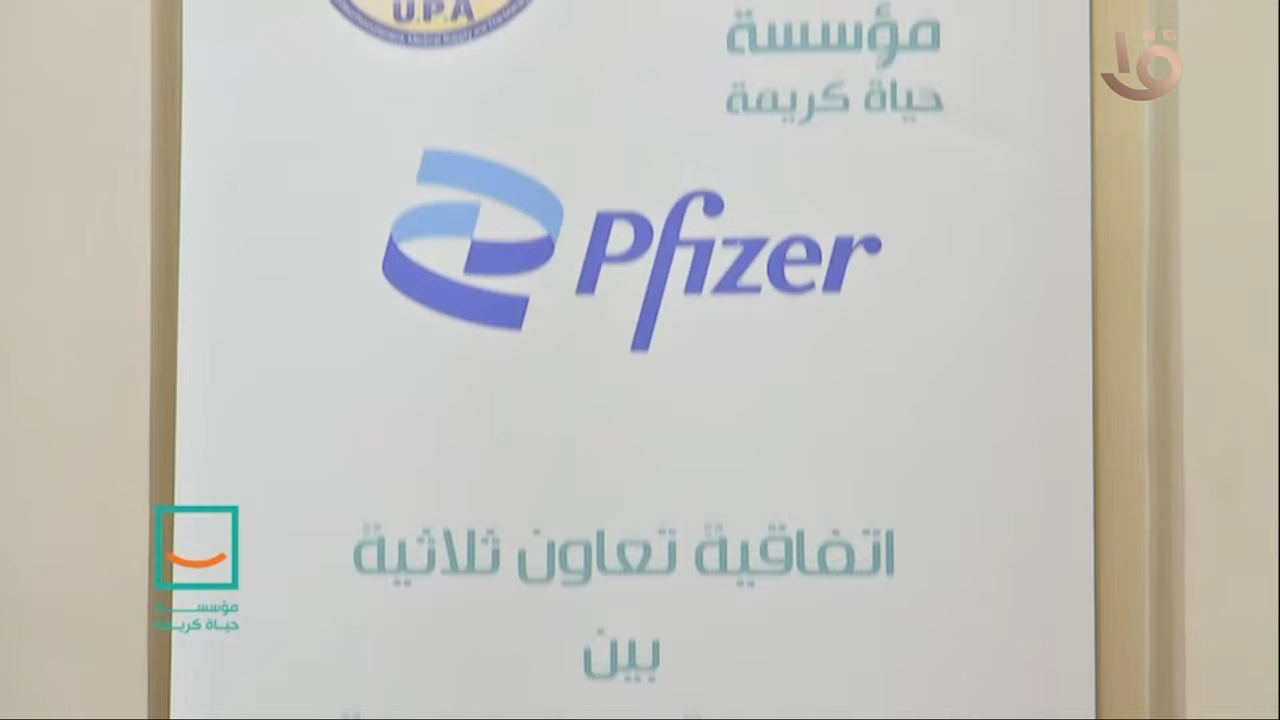 U.P.A
مؤسسة
حياة كريمة
Pfizer
اتفاقية تعاون ثلاثية
بين
مؤسسة
حياة كريمة